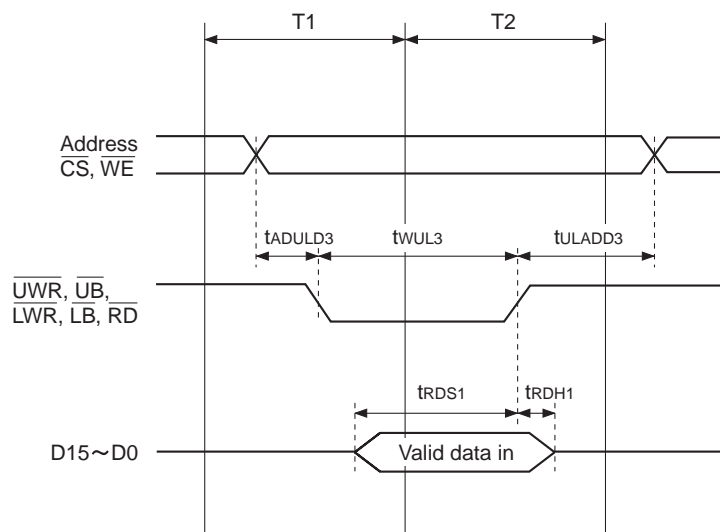 T1 T2
Address
CS, WE
tADULD3 tWUL3 tULADD3
UWR, UB,
LWR, LB, RD
tRDS1 tRDH1
D15～D0 Valid data in